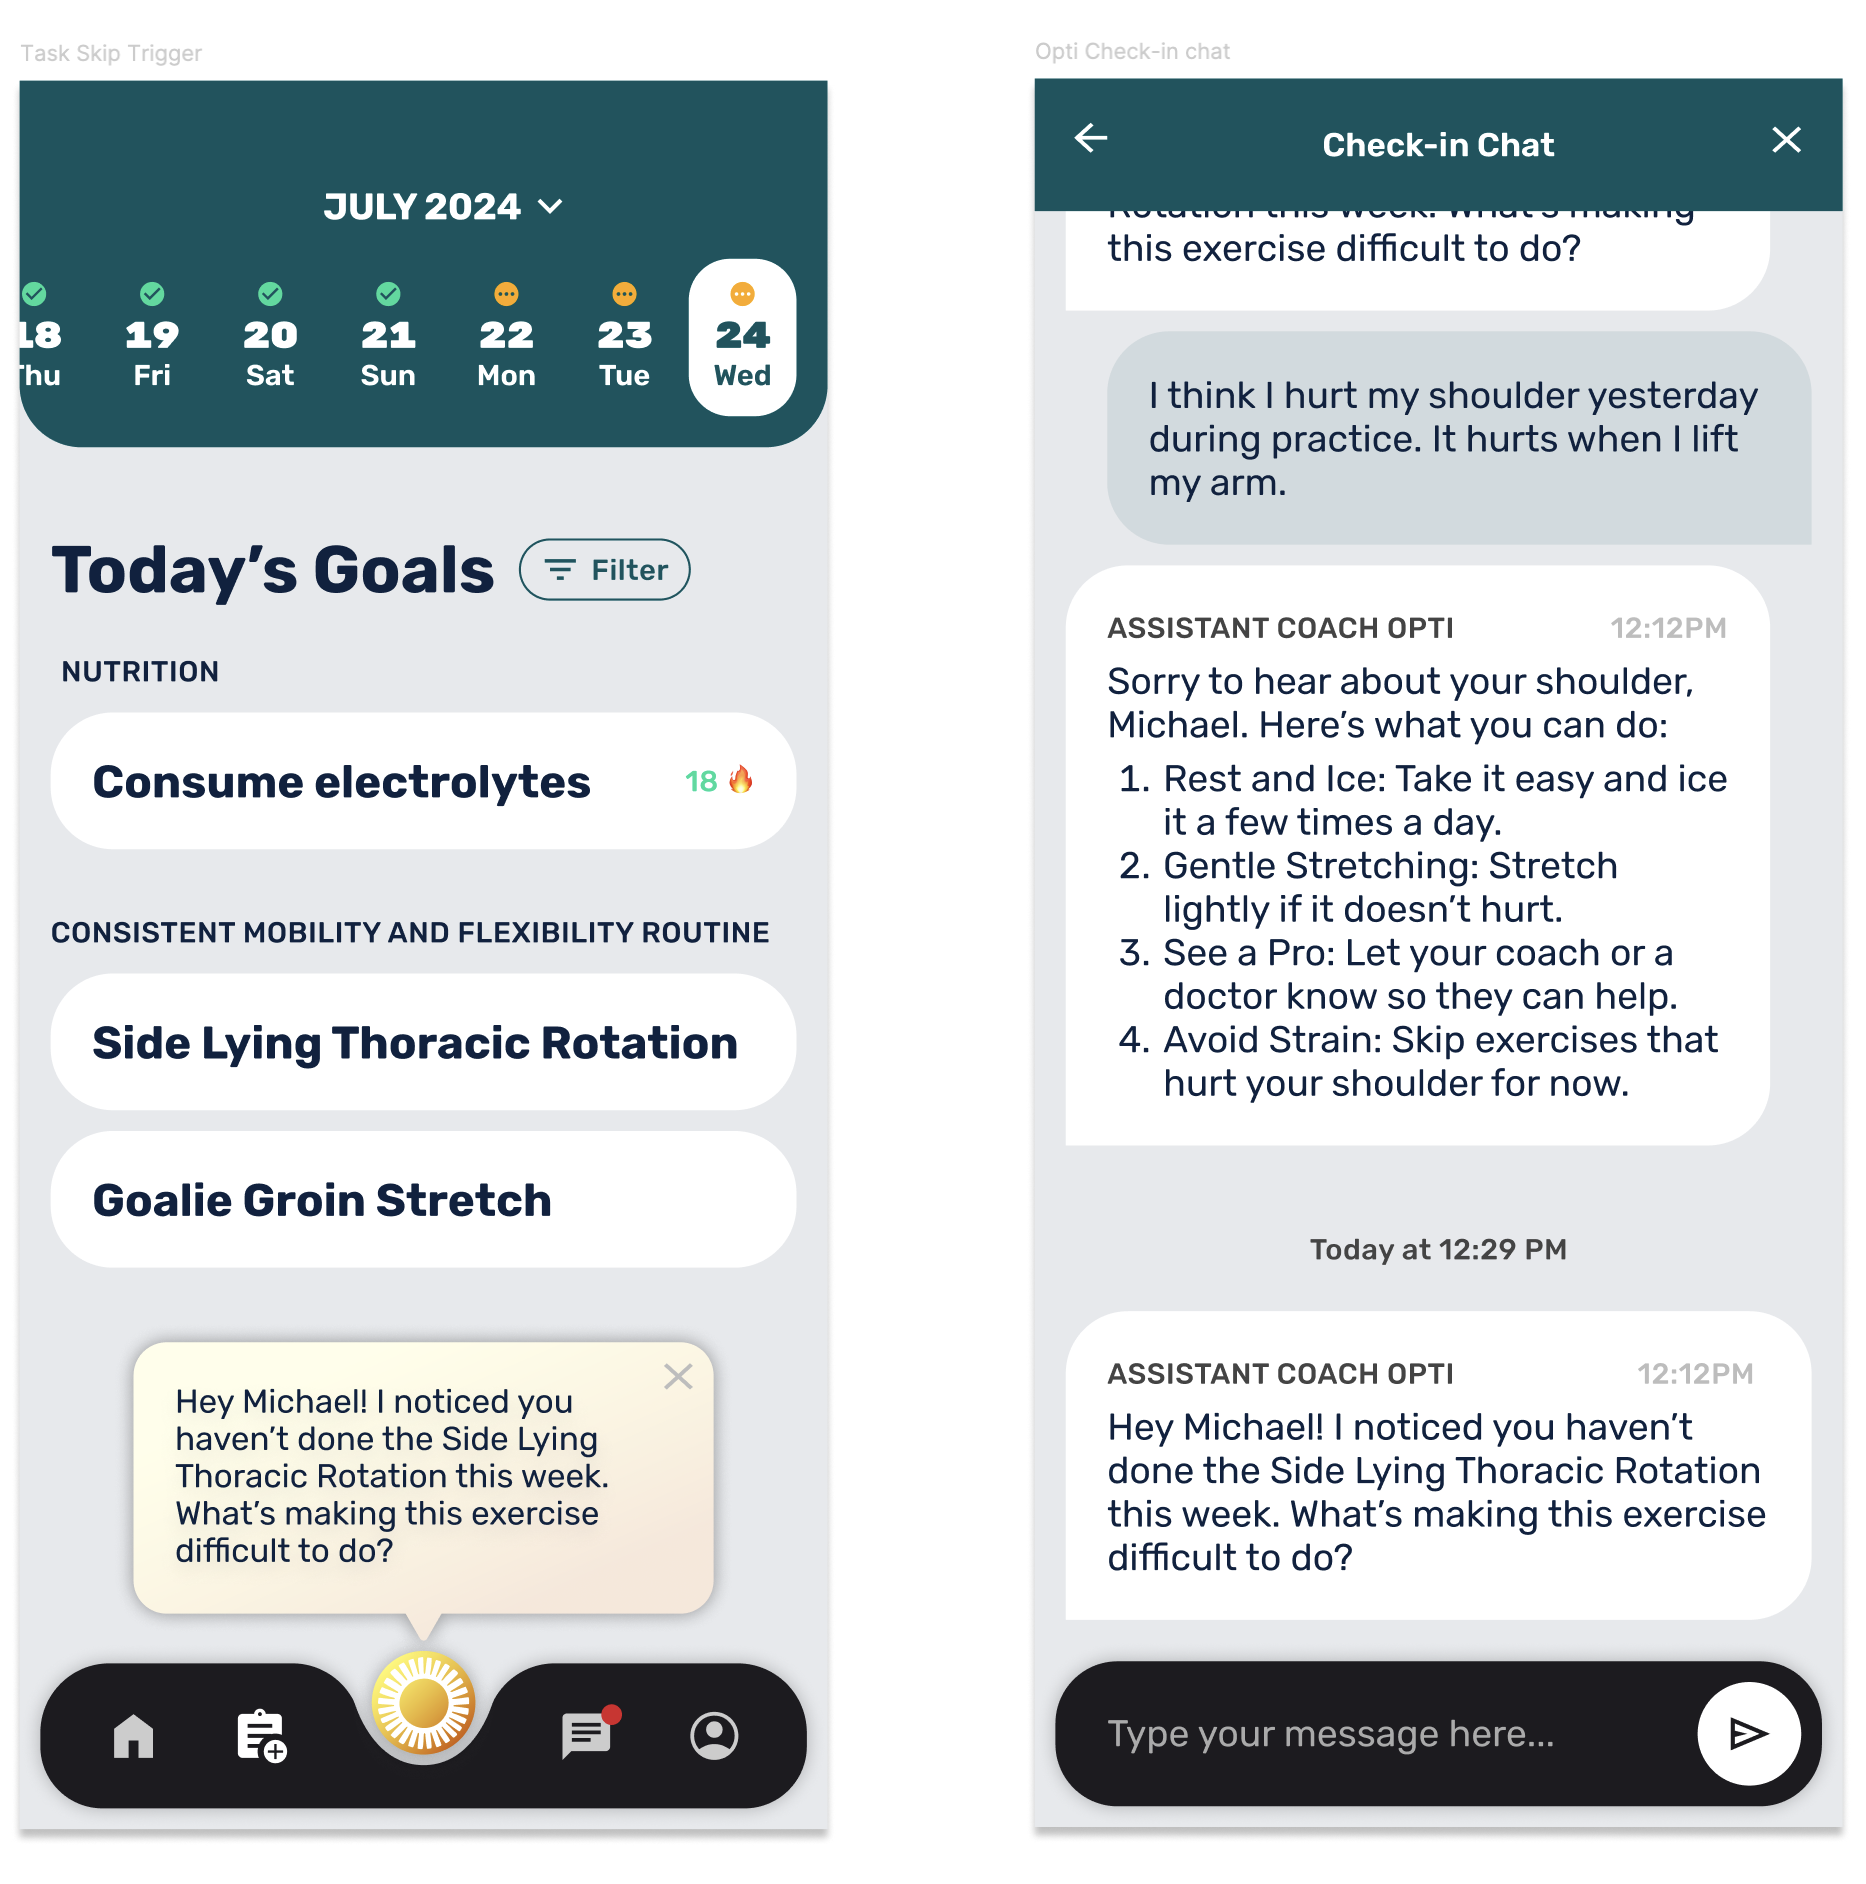 Task Skip Trigger
JULY 2024
18
19
20
21
22
23
24
Thu
Fri
Sat
Sun
Mon
Tue
Wed
Today's Goals
Filter
NUTRITION
Consume electrolytes
18
CONSISTENT MOBILITY AND FLEXIBILITY ROUTINE
Side Lying Thoracic Rotation
Goalie Groin Stretch
Hey Michael! I noticed you
haven't done the Side Lying
Thoracic Rotation this week.
What's making this exercise
difficult to do?
Opti Check-in chat
Check-in Chat
Rotation this week. What's making
this exercise difficult to do?
I think I hurt my shoulder yesterday
during practice. It hurts when I lift
my arm.
ASSISTANT COACH OPTI 12:12PM
Sorry to hear about your shoulder,
Michael. Here's what you can do:
1. Rest and Ice: Take it easy and ice
it a few times a day.
2. Gentle Stretching: Stretch
lightly if it doesn't hurt.
3. See a Pro: Let your coach or a
doctor know so they can help.
4. Avoid Strain: Skip exercises that
hurt your shoulder for now.
Today at 12:29 PM
ASSISTANT COACH OPTI 12:12PM
Hey Michael! I noticed you haven't
done the Side Lying Thoracic Rotation
this week. What's making this exercise
difficult to do?
Type your message here...